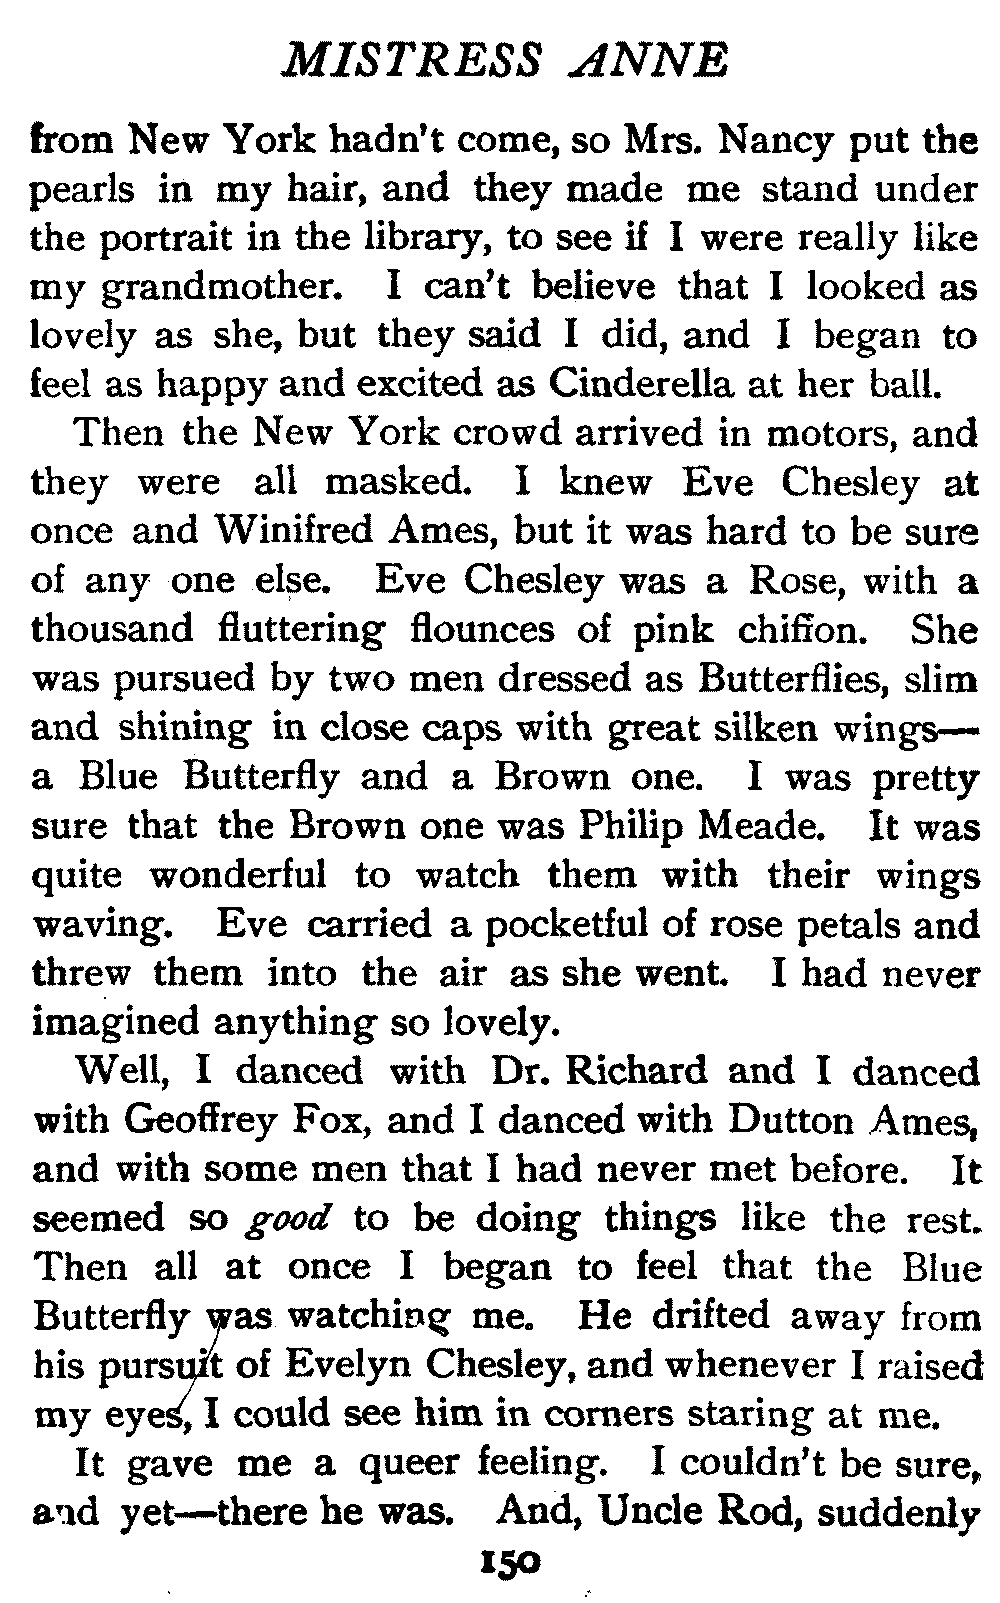 MISTRESS ANNE
from New York hadn't come, so Mrs. Nancy put the
pearls in my hair, and they made me stand under
the portrait in the library, to see if I were really like
my grandmother. I can't believe that I looked as
lovely as she, but they said I did, and I began to
feel as happy and excited as Cinderella at her ball.
Then the New York crowd arrived in motors, and
they were all masked. I knew Eve Chesley at
once and Winifred Ames, but it was hard to be sure
of any one else. Eve Chesley was a Rose, with a
thousand fluttering flounces of pink chiffon. She
was pursued by two men dressed as Butterflies, slim
and shining in close caps with great silken wings—
a Blue Butterfly and a Brown one. I was pretty
sure that the Brown one was Philip Meade. It was
quite wonderful to watch them with their wings
waving. Eve carried a pocketful of rose petals and
threw them into the air as she went. I had never
imagined anything so lovely.
Well, I danced with Dr. Richard and I danced
with Geoffrey Fox, and I danced with Dutton Ames,
and with some men that I had never met before. It
seemed so good to be doing things like the rest.
Then all at once I began to feel that the Blue
Butterfly was watching me. He drifted away from
his pursuit of Evelyn Chesley, and whenever I raised
my eyes, I could see him in corners staring at me.
It gave me a queer feeling. I couldn't be sure,
and yet—there he was. And, Uncle Rod, suddenly
150